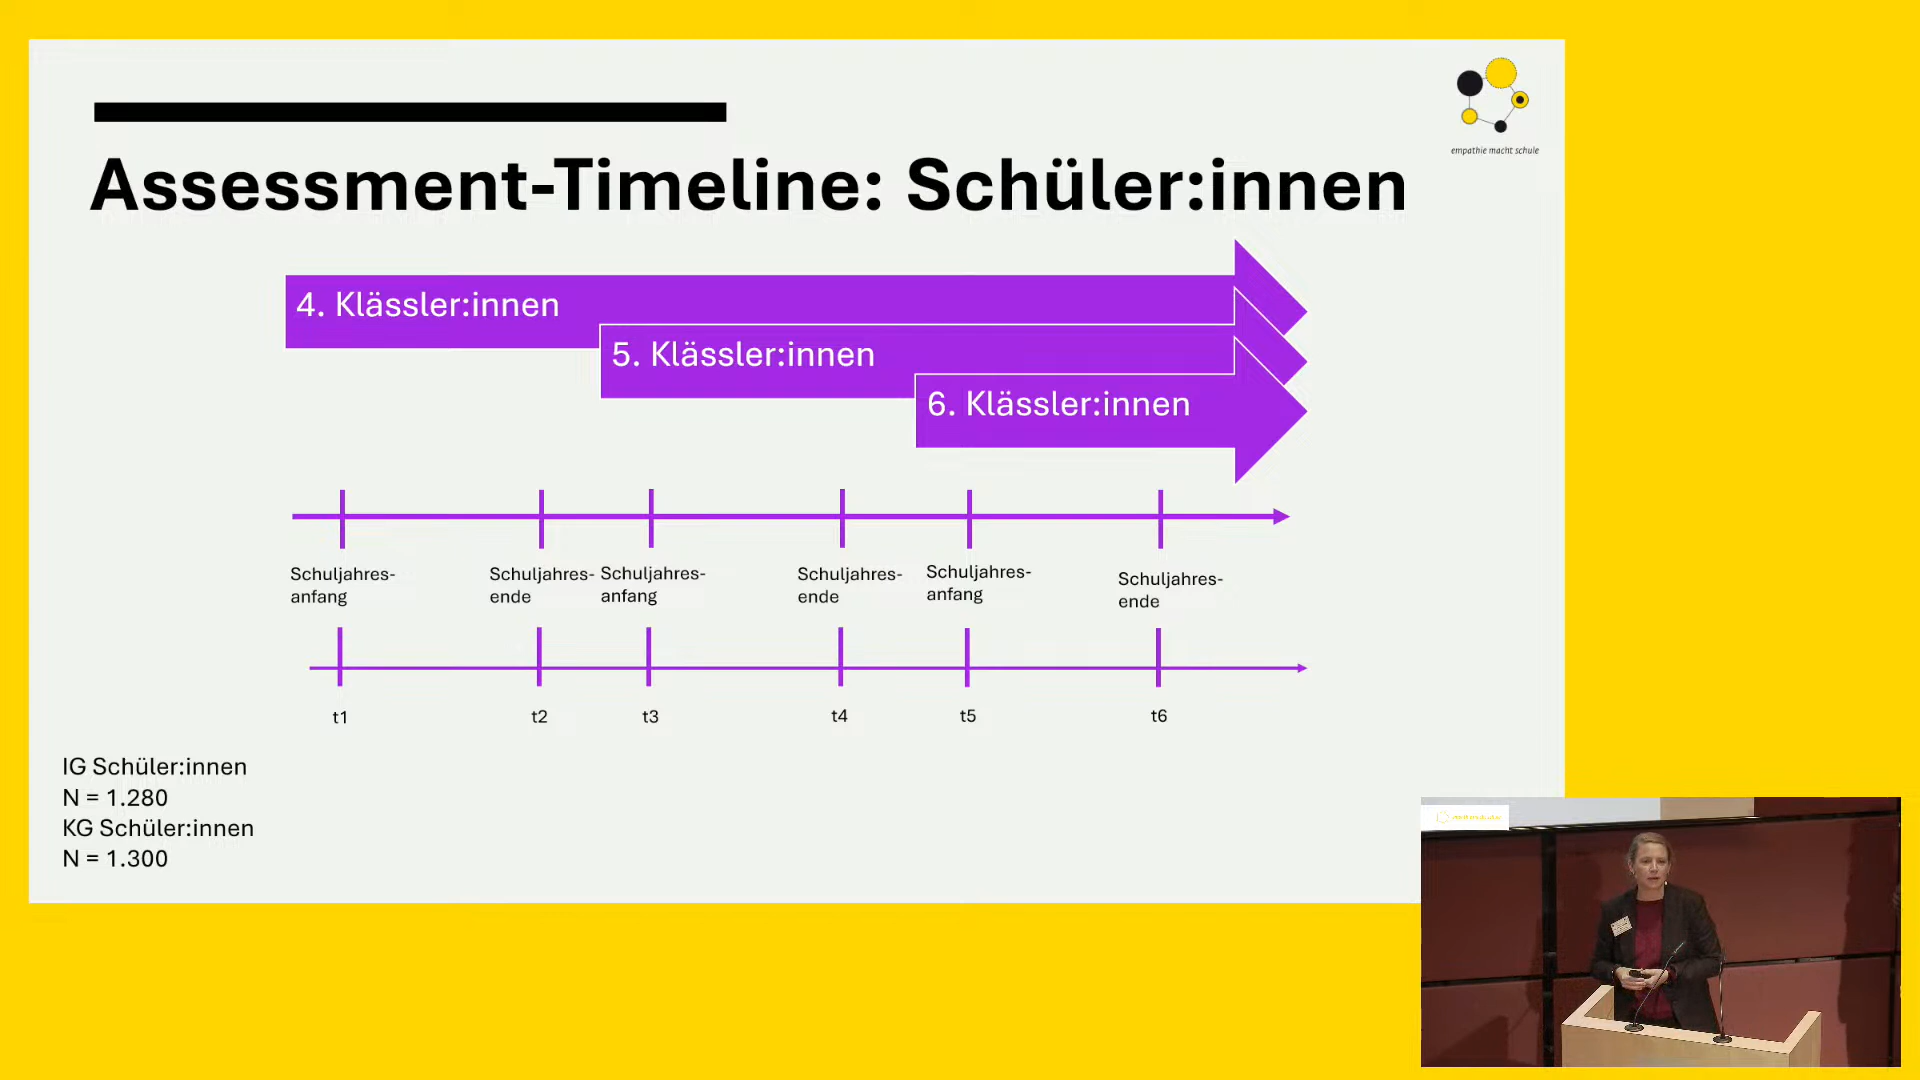 empathie macht schule
Assessment-Timeline: Schüler:innen
4. Klässler:innen
5. Klässler:innen
6. Klässler:innen
Schuljahres-
anfang
Schuljahres-
ende
Schuljahres-
anfang
Schuljahres-
ende
Schuljahres-
anfang
Schuljahres-
ende
t1
t2
t3
t4
t5
t6
IG Schüler:innen
N = 1.280
KG Schüler:innen
N = 1.300